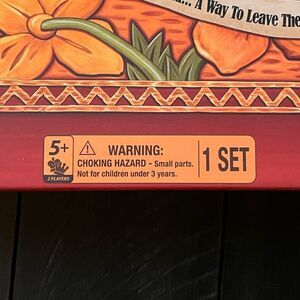 ... A Way To Leave The
5+
2 PLAYERS
WARNING:
CHOKING HAZARD - Small parts.
Not for children under 3 years.
1 SET